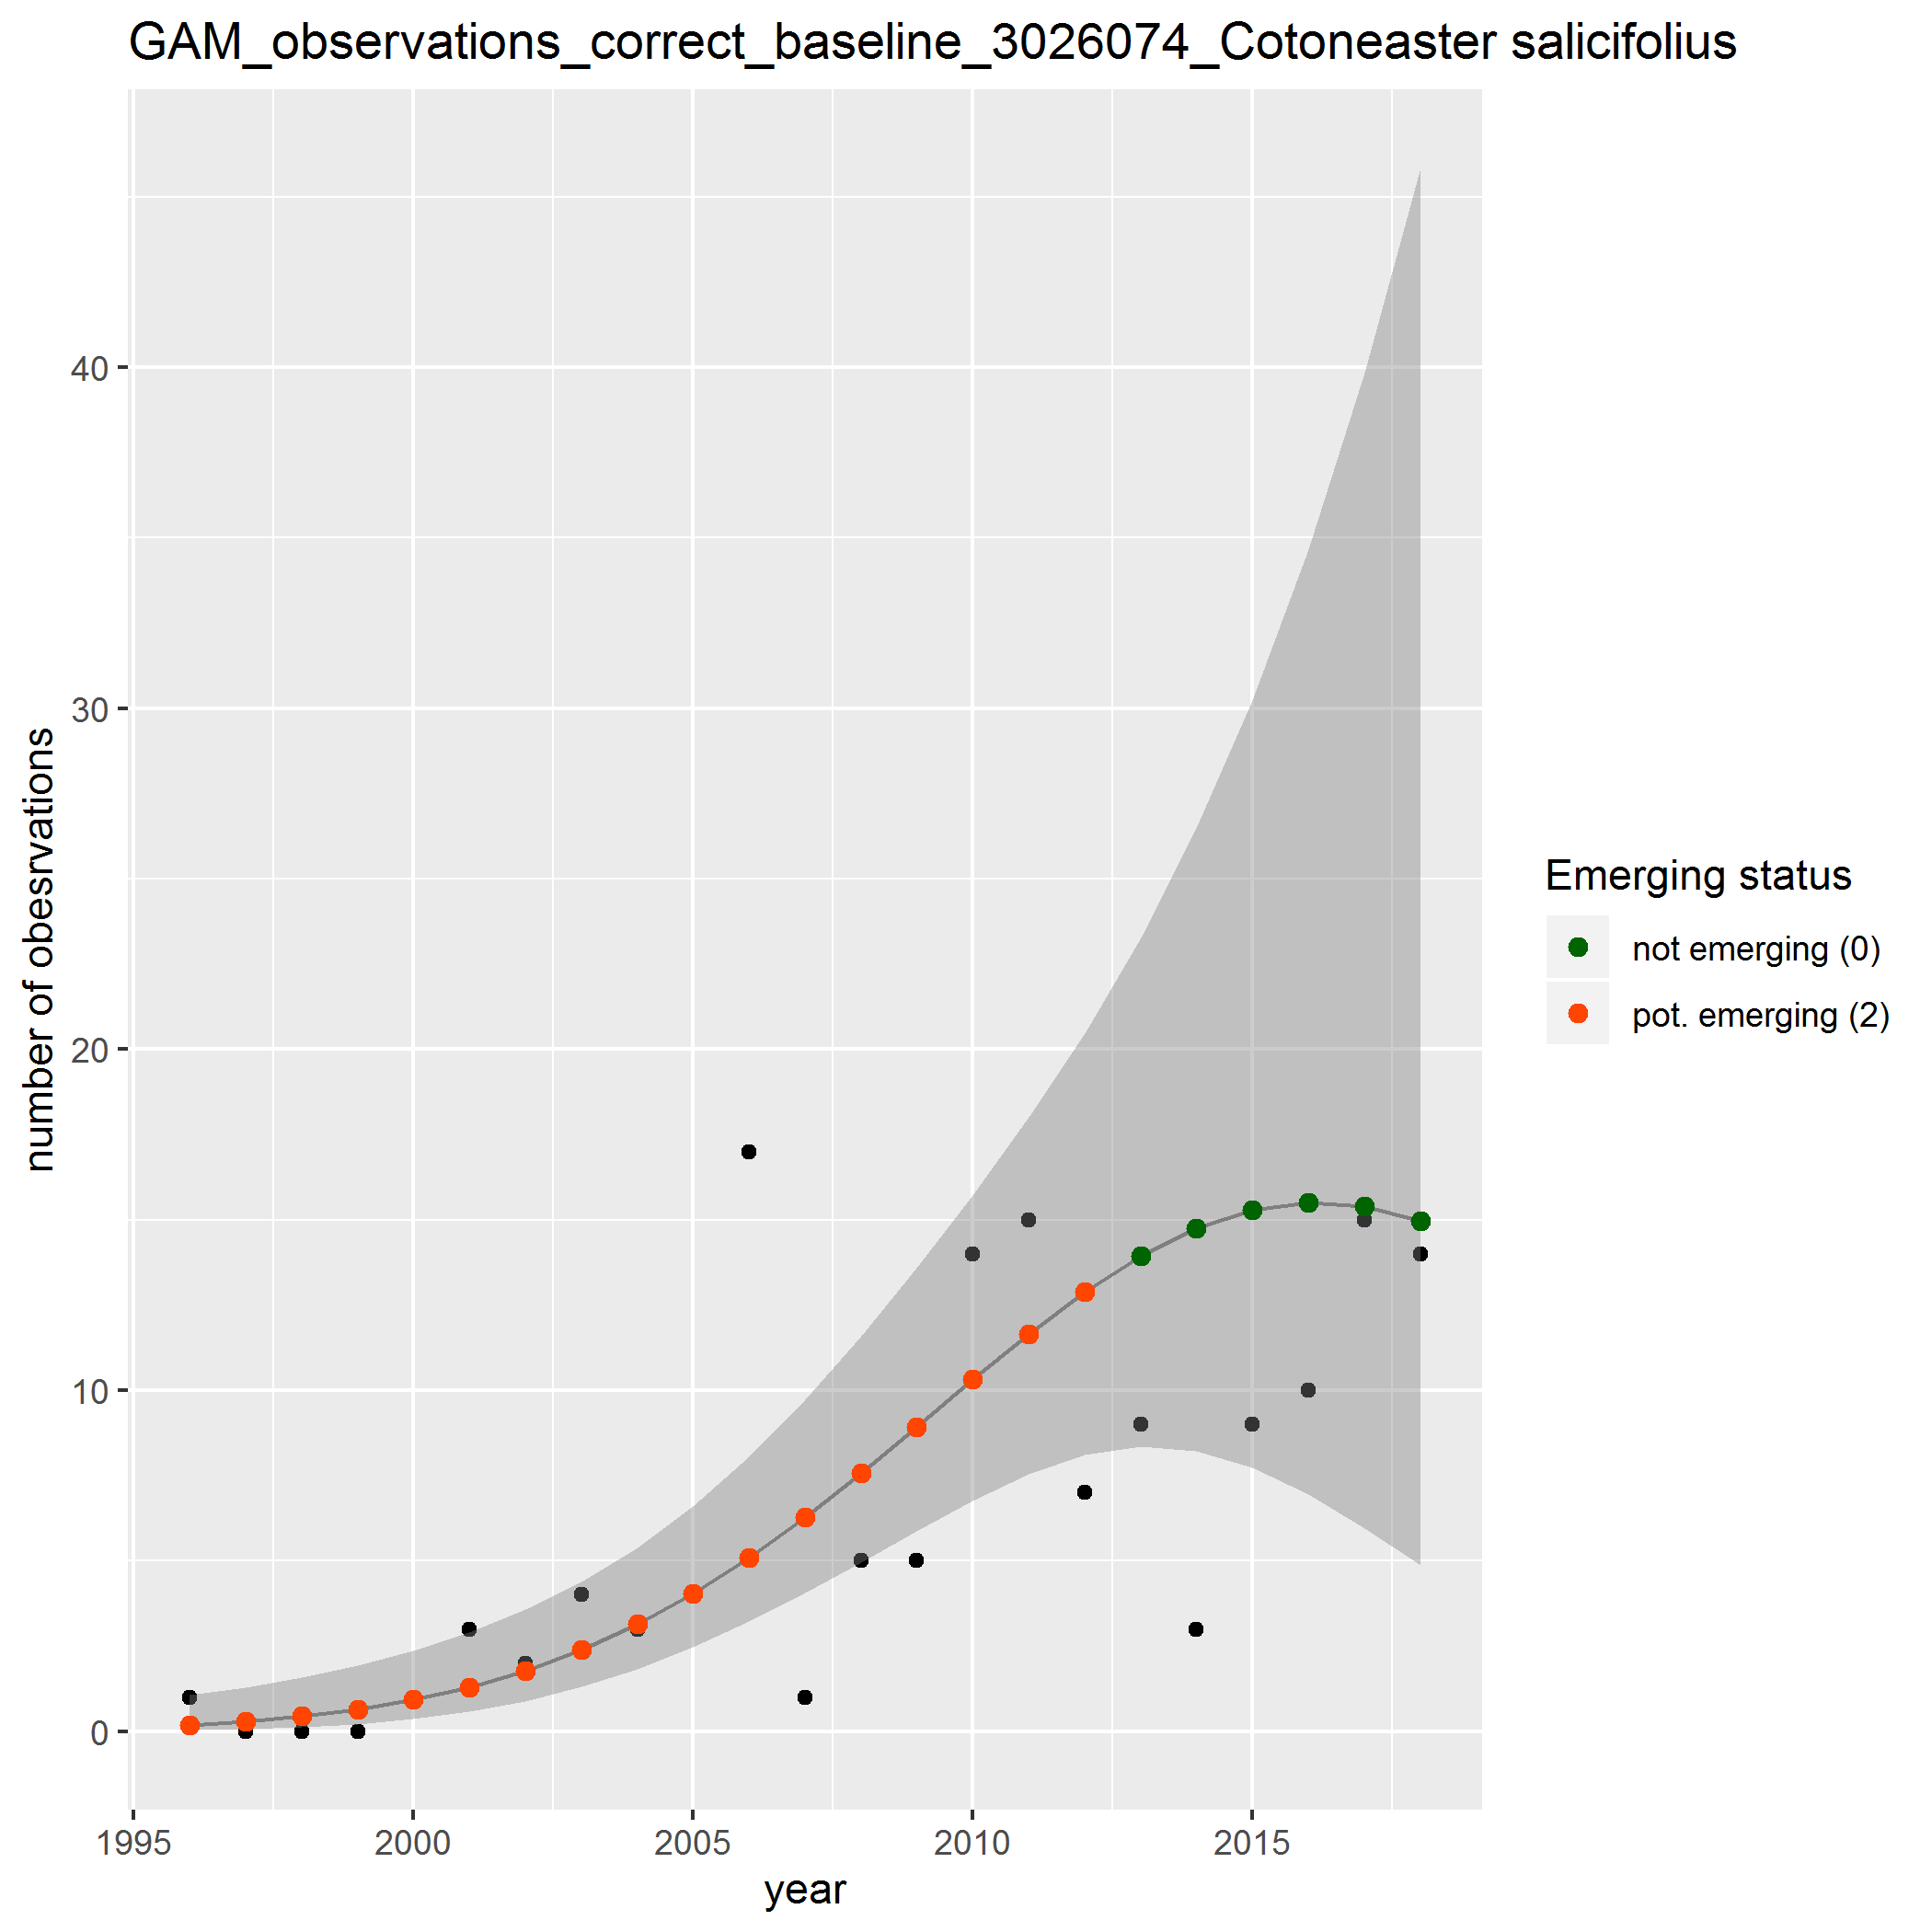 GAM_observations_correct_baseline_3026074_Cotoneaster salicifolius
number of obesrvations
40
30
20
10
0
1995
2000
2005
2010
2015
year
Emerging status
not emerging (0)
pot. emerging (2)